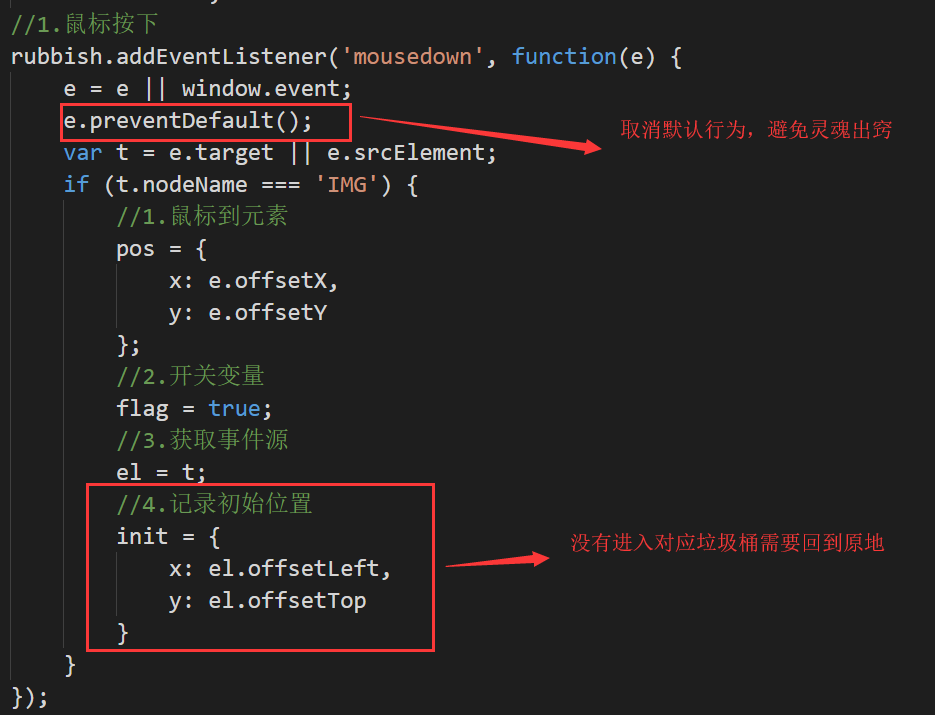 //1.鼠标按下
rubbish.addEventListener('mousedown', function(e) {
e = e || window.event;
e.preventDefault();
取消默认行为，避免灵魂出窍
var t = e.target || e.srcElement;
if (t.nodeName === 'IMG') {
//1.鼠标到元素
pos = {
x: e.offsetX,
y: e.offsetY
};
//2.开关变量
flag = true;
//3.获取事件源
el = t;
//4.记录初始位置
init = {
没有进入对应垃圾桶需要回到原地
x: el.offsetLeft,
y: el.offsetTop
}
}
});